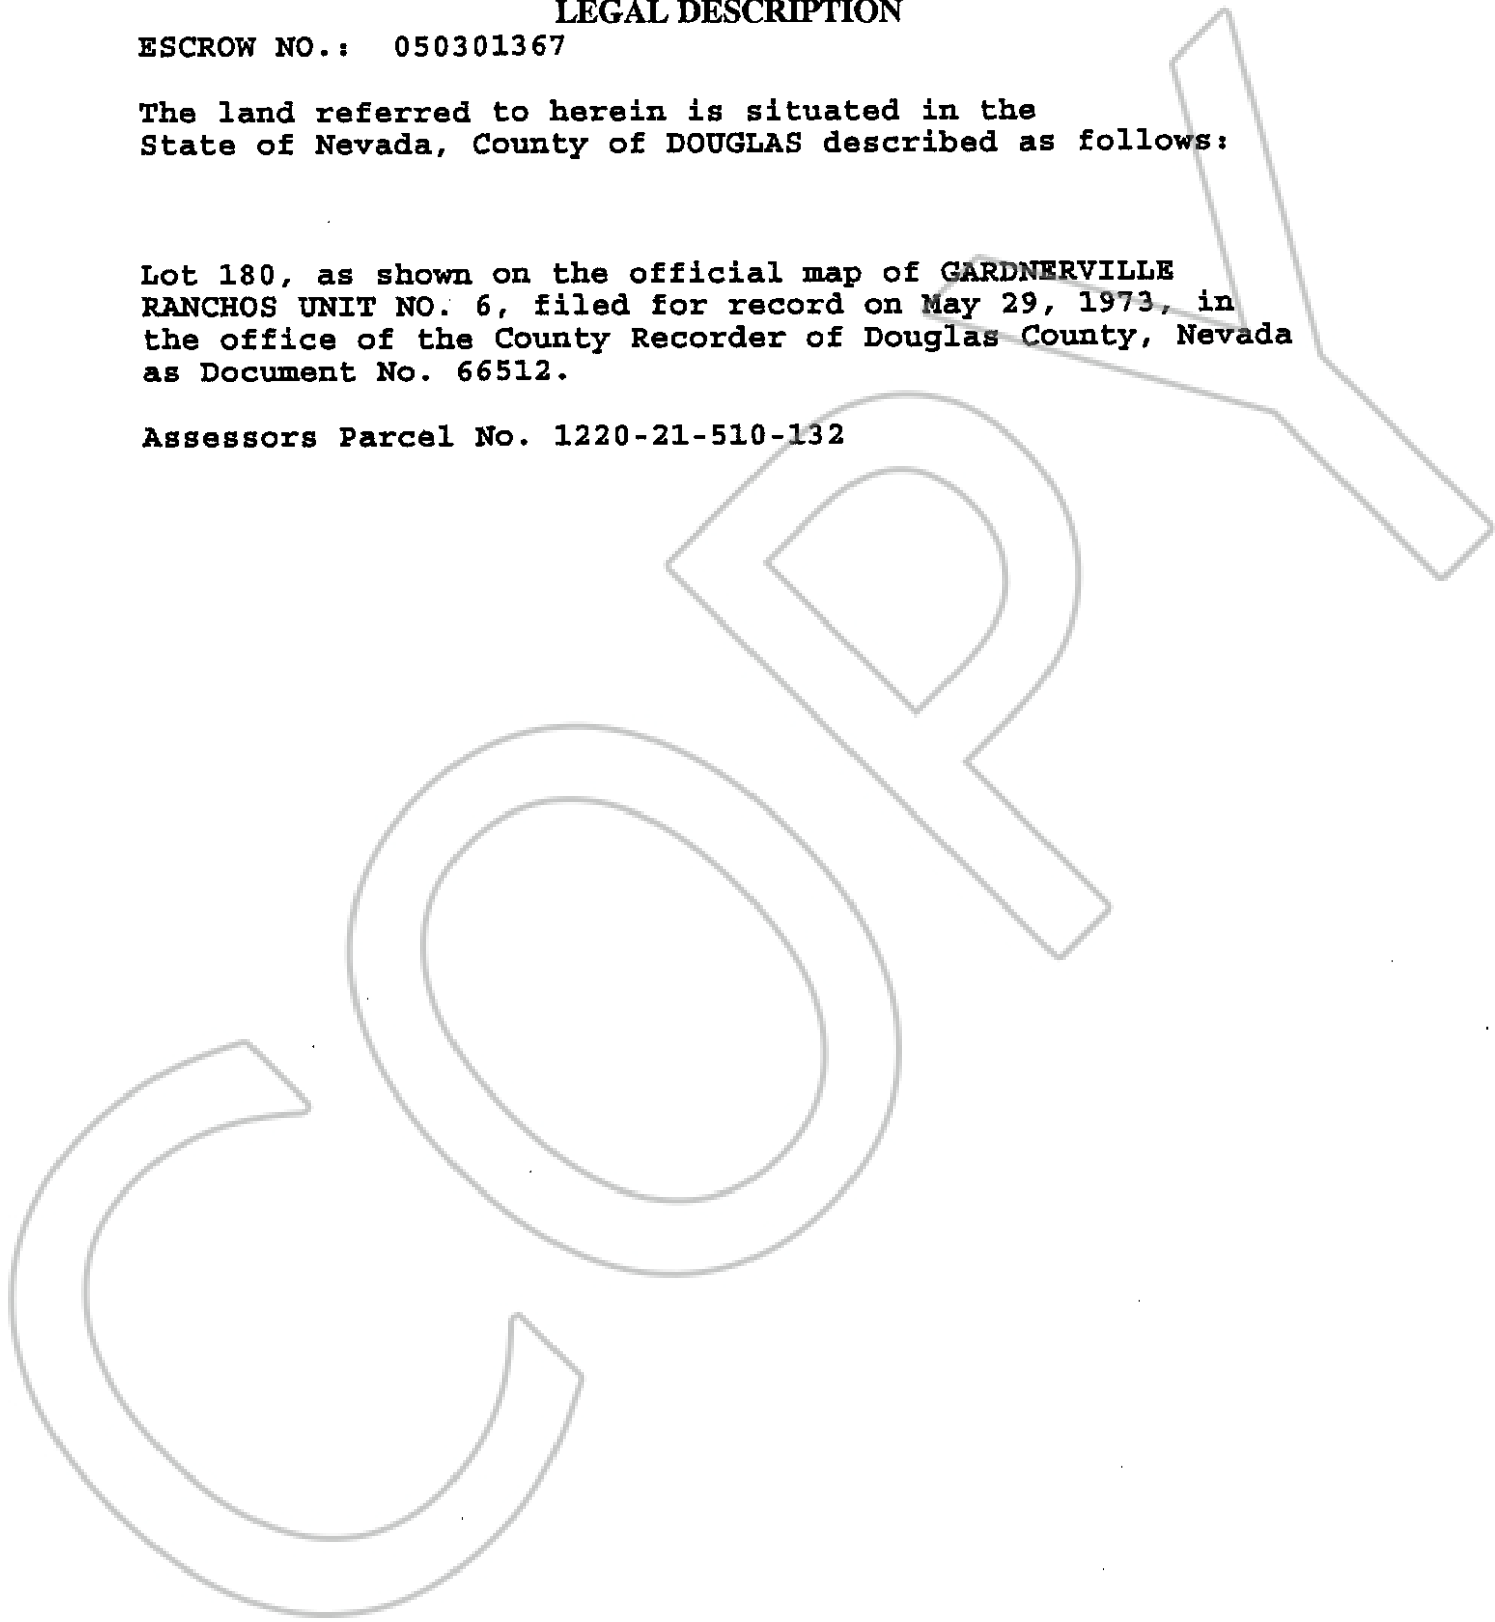 LEGAL DESCRIPTION
ESCROW NO.: 050301367
The land referred to herein is situated in the
State of Nevada, County of DOUGLAS described as follows:
Lot 180, as shown on the official map of GARDNERVILLE
RANCHOS UNIT NO. 6, filed for record on May 29, 1973, in
the office of the County Recorder of Douglas County, Nevada
as Document No. 66512.
Assessors Parcel No. 1220-21-510-132
COPY